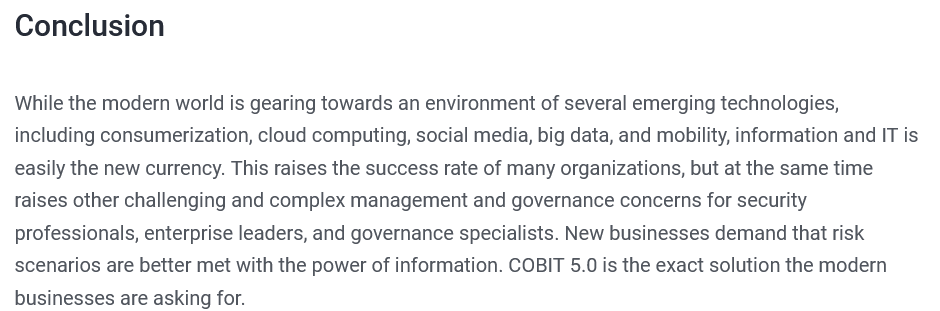 Conclusion
While the modern world is gearing towards an environment of several emerging technologies,
including consumerization, cloud computing, social media, big data, and mobility, information and IT is
easily the new currency. This raises the success rate of many organizations, but at the same time
raises other challenging and complex management and governance concerns for security
professionals, enterprise leaders, and governance specialists. New businesses demand that risk
scenarios are better met with the power of information. COBIT 5.0 is the exact solution the modern
businesses are asking for.